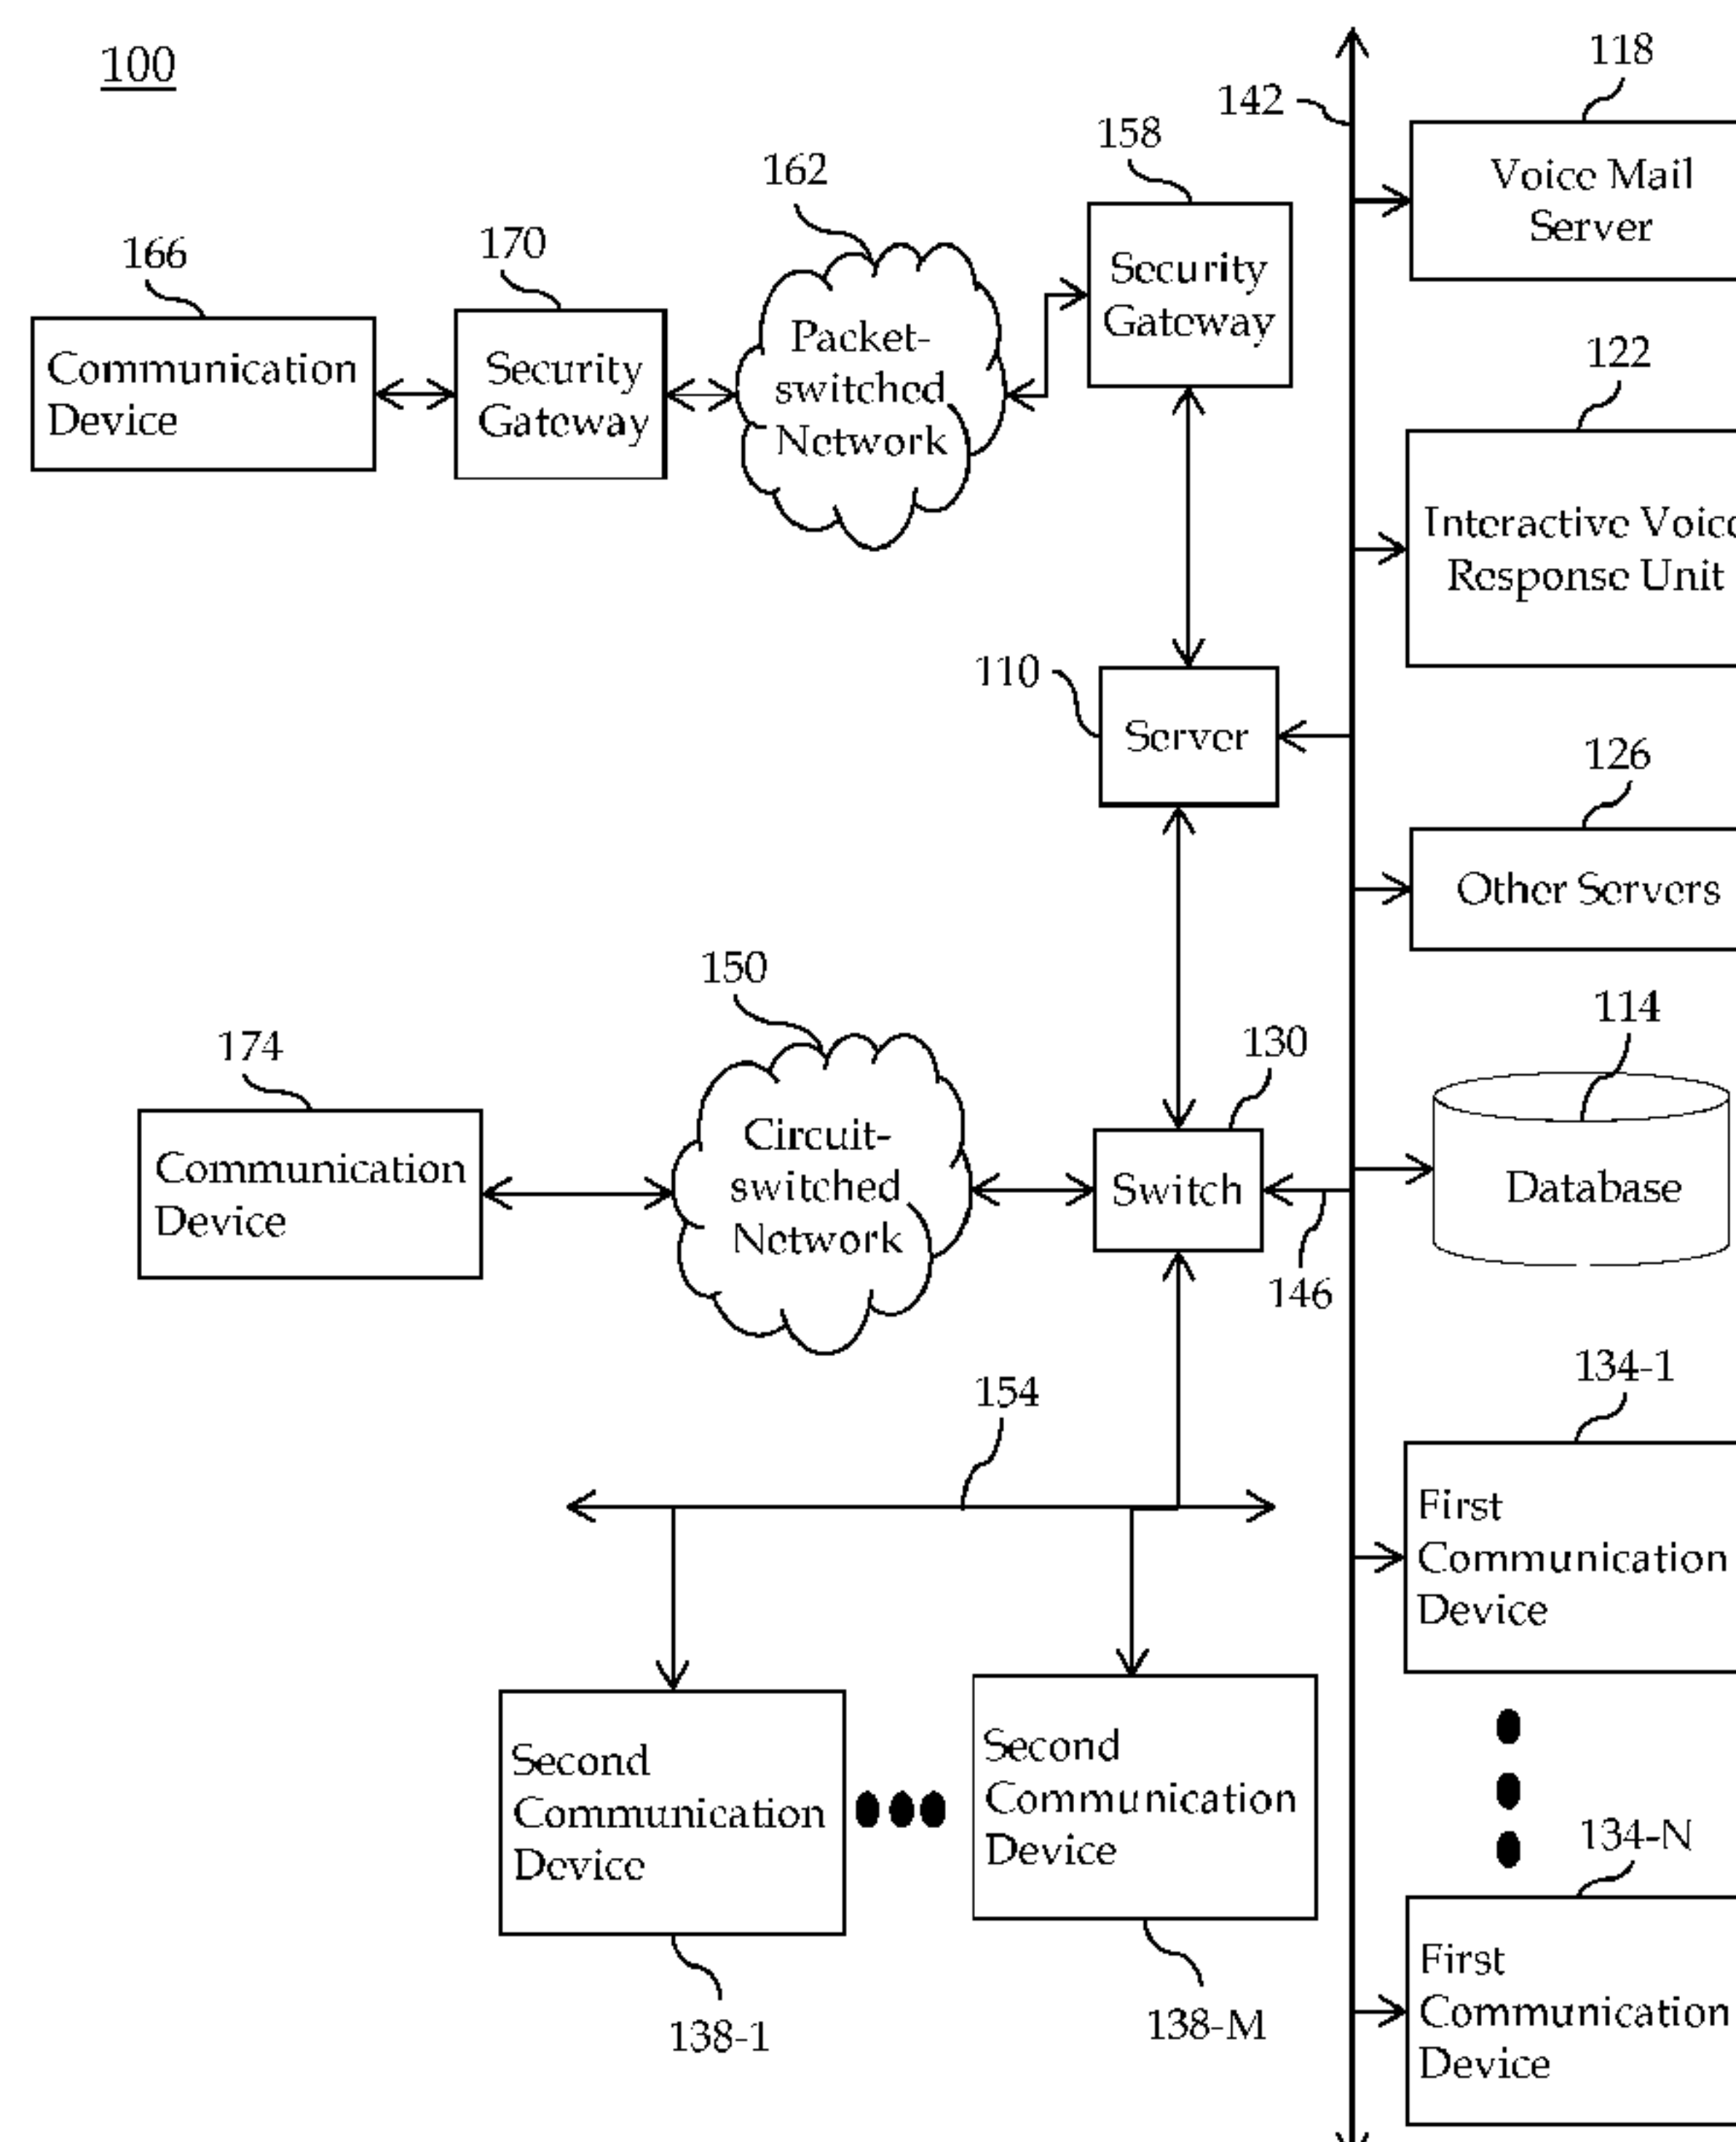 100
142
118
Voice Mail
Server
158
Security
Gateway
162
Packet-
switched
Network
170
Security
Gateway
166
Communication
Device
122
Interactive Voice
Response Unit
110
Server
126
Other Servers
150
Circuit-
switched
Network
174
Communication
Device
130
Switch
146
114
Database
154
134-1
First
Communication
Device
Second
Communication
Device
138-1
Second
Communication
Device
138-M
134-N
First
Communication
Device